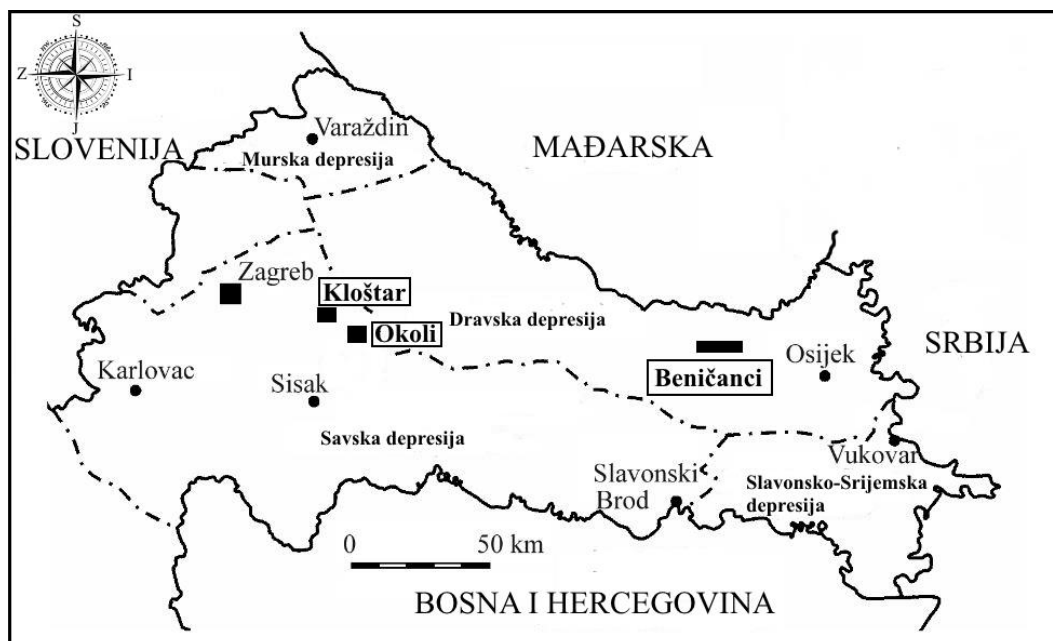 S
Z
I
J
SLOVENIJA
Varaždin
Murska depresija
MAĐARSKA
Zagreb
Kloštar
Okoli
Dravska depresija
SRBIJA
Beničanci
Osijek
Karlovac
Sisak
Savska depresija
Vukovar
Slavonski
Brod
Slavonsko-Srijemska
depresija
0 50 km
BOSNA I HERCEGOVINA